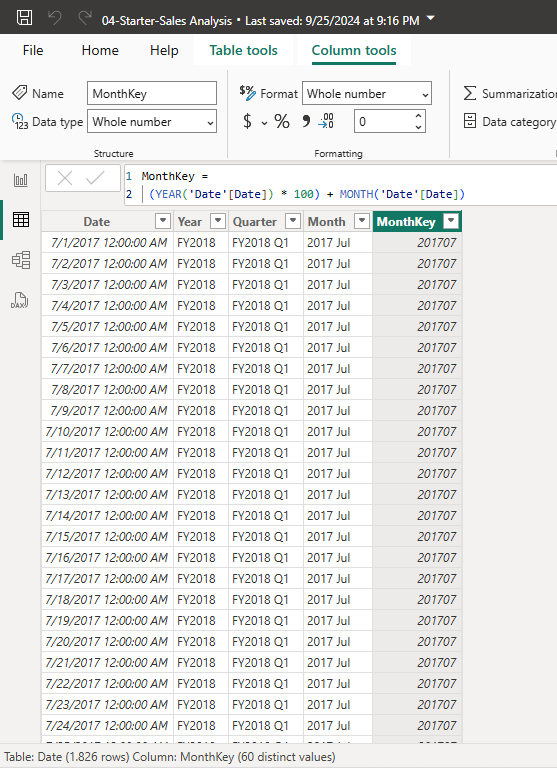 04-Starter-Sales Analysis • Last saved: 9/25/2024 at 9:16 PM
File Home Help Table tools Column tools
Name MonthKey $% Format Whole number Summarization
123 Data type Whole number $ % 9 .00 0 Data category
Structure Formatting
1 MonthKey =
2 (YEAR('Date'[Date]) * 100) + MONTH('Date'[Date])
Date Year Quarter Month MonthKey
7/1/2017 12:00:00 AM FY2018 FY2018 Q1 2017 Jul 201707
7/2/2017 12:00:00 AM FY2018 FY2018 Q1 2017 Jul 201707
7/3/2017 12:00:00 AM FY2018 FY2018 Q1 2017 Jul 201707
7/4/2017 12:00:00 AM FY2018 FY2018 Q1 2017 Jul 201707
7/5/2017 12:00:00 AM FY2018 FY2018 Q1 2017 Jul 201707
7/6/2017 12:00:00 AM FY2018 FY2018 Q1 2017 Jul 201707
7/7/2017 12:00:00 AM FY2018 FY2018 Q1 2017 Jul 201707
7/8/2017 12:00:00 AM FY2018 FY2018 Q1 2017 Jul 201707
7/9/2017 12:00:00 AM FY2018 FY2018 Q1 2017 Jul 201707
7/10/2017 12:00:00 AM FY2018 FY2018 Q1 2017 Jul 201707
7/11/2017 12:00:00 AM FY2018 FY2018 Q1 2017 Jul 201707
7/12/2017 12:00:00 AM FY2018 FY2018 Q1 2017 Jul 201707
7/13/2017 12:00:00 AM FY2018 FY2018 Q1 2017 Jul 201707
7/14/2017 12:00:00 AM FY2018 FY2018 Q1 2017 Jul 201707
7/15/2017 12:00:00 AM FY2018 FY2018 Q1 2017 Jul 201707
7/16/2017 12:00:00 AM FY2018 FY2018 Q1 2017 Jul 201707
7/17/2017 12:00:00 AM FY2018 FY2018 Q1 2017 Jul 201707
7/18/2017 12:00:00 AM FY2018 FY2018 Q1 2017 Jul 201707
7/19/2017 12:00:00 AM FY2018 FY2018 Q1 2017 Jul 201707
7/20/2017 12:00:00 AM FY2018 FY2018 Q1 2017 Jul 201707
7/21/2017 12:00:00 AM FY2018 FY2018 Q1 2017 Jul 201707
7/22/2017 12:00:00 AM FY2018 FY2018 Q1 2017 Jul 201707
7/23/2017 12:00:00 AM FY2018 FY2018 Q1 2017 Jul 201707
7/24/2017 12:00:00 AM FY2018 FY2018 Q1 2017 Jul 201707
Table: Date (1.826 rows) Column: MonthKey (60 distinct values)